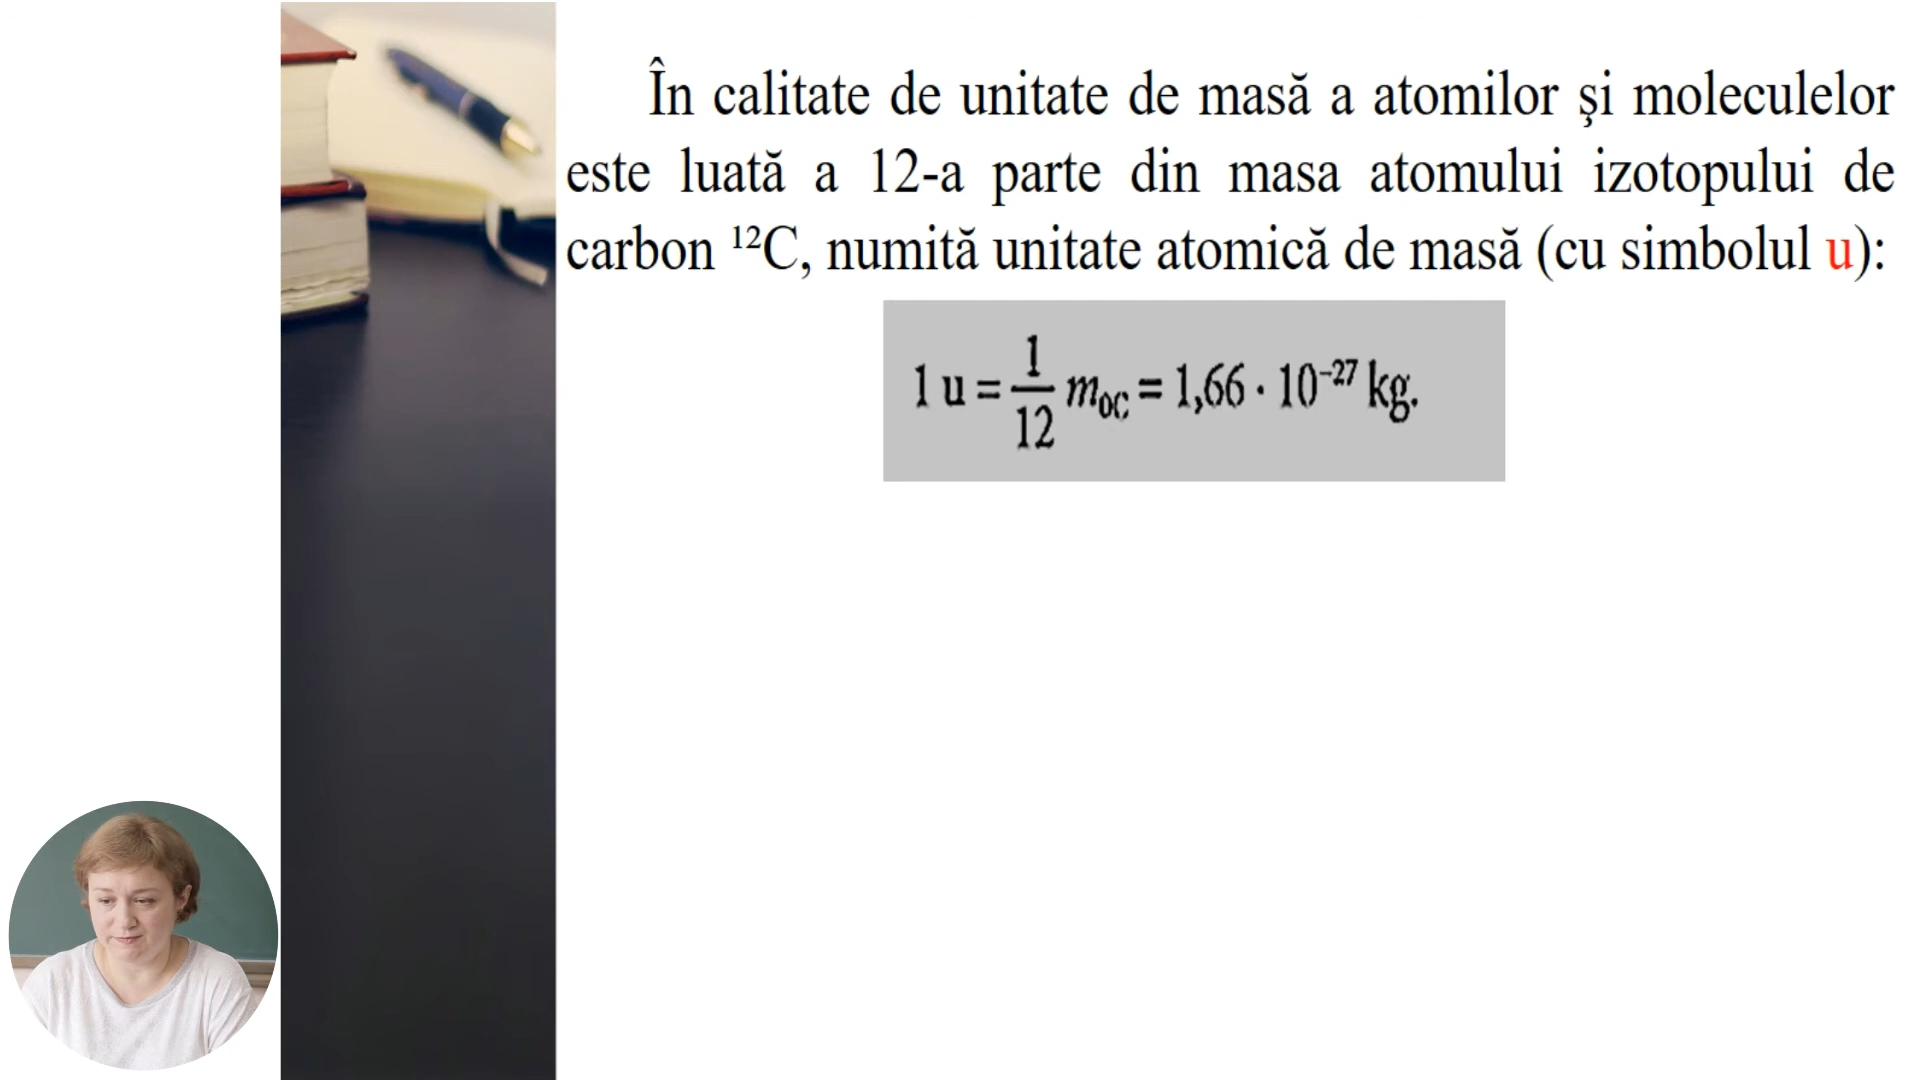 În calitate de unitate de masă a atomilor şi moleculelor
este luată a 12-a parte din masa atomului izotopului de
carbon ¹²C, numită unitate atomică de masă (cu simbolul u):
1 u = 1/12 m₀C = 1,66 · 10⁻²⁷ kg.